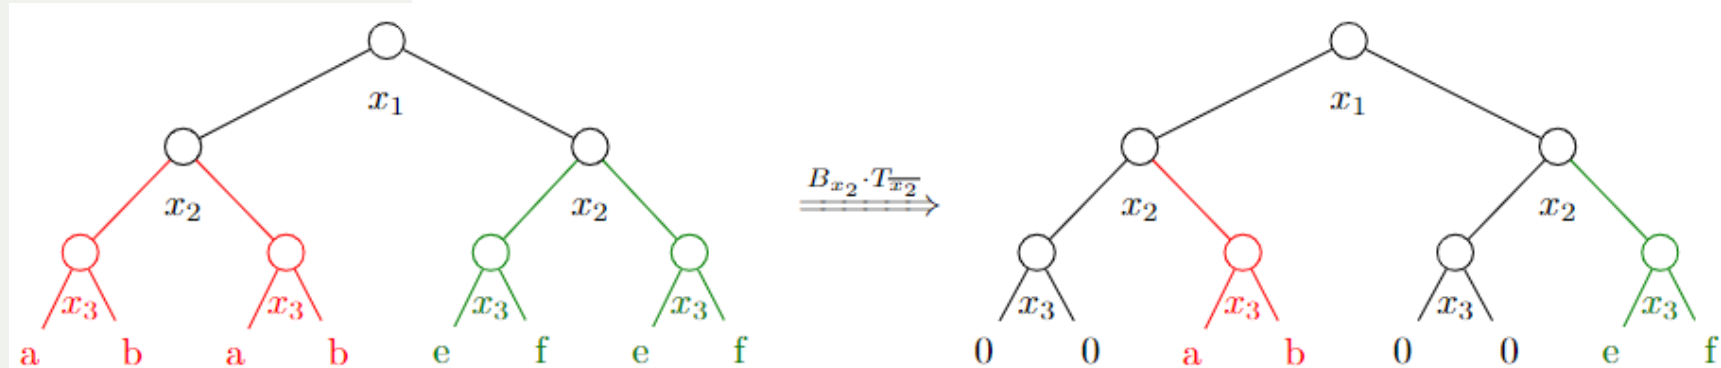 x₁ x₁
B_{x₂}·T_{\overline{x₂}}
x₂ x₂ x₂ x₂
x₃ x₃ x₃ x₃ x₃ x₃ x₃ x₃
a b a b e f e f 0 0 a b 0 0 e f